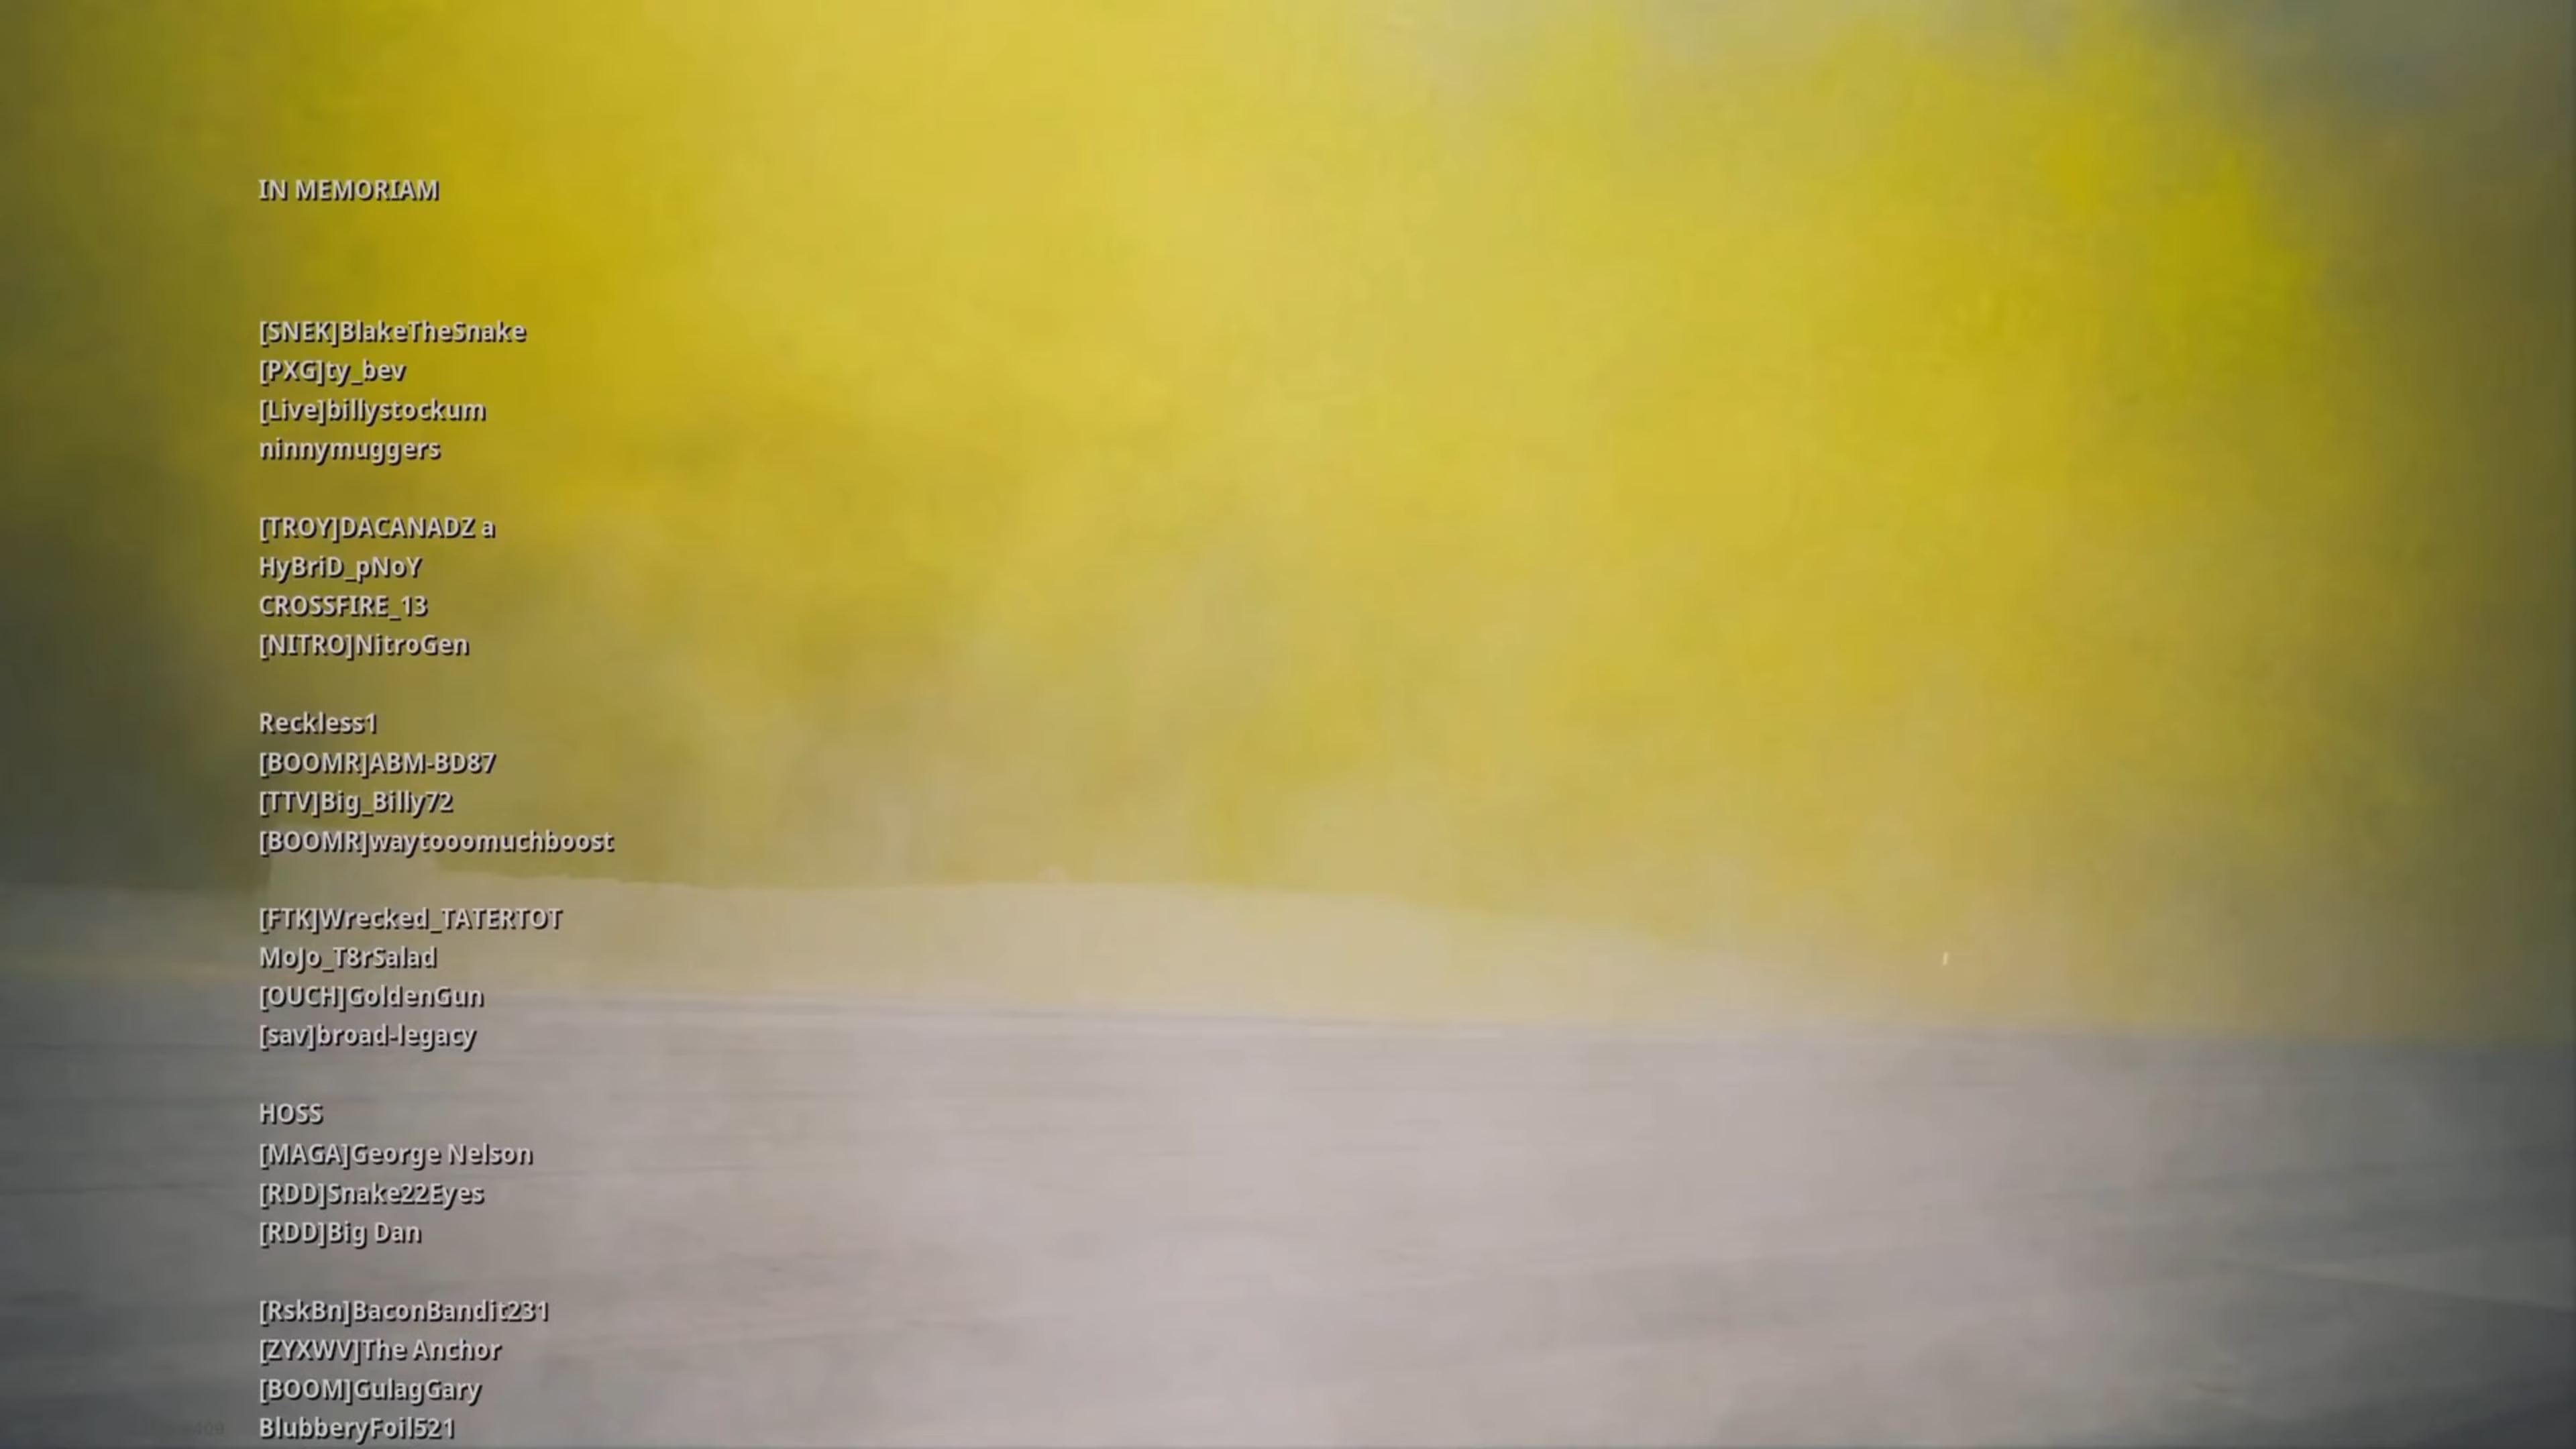 IN MEMORIAM
[SNEK]BlakeTheSnake
[PXG]ty_bev
[Live]billystockum
ninnymuggers
[TROY]DACANADZ a
HyBriD_pNoY
CROSSFIRE_13
[NITRO]NitroGen
Reckless1
[BOOMR]ABM-BD87
[TTV]Big_Billy72
[BOOMR]waytooomuchboost
[FTK]Wrecked_TATERTOT
MoJo_T8rSalad
[OUCH]GoldenGun
[sav]broad-legacy
HOSS
[MAGA]George Nelson
[RDD]Snake22Eyes
[RDD]Big Dan
[RskBn]BaconBandit231
[ZYXWV]The Anchor
[BOOM]GulagGary
BlubberyFoil521